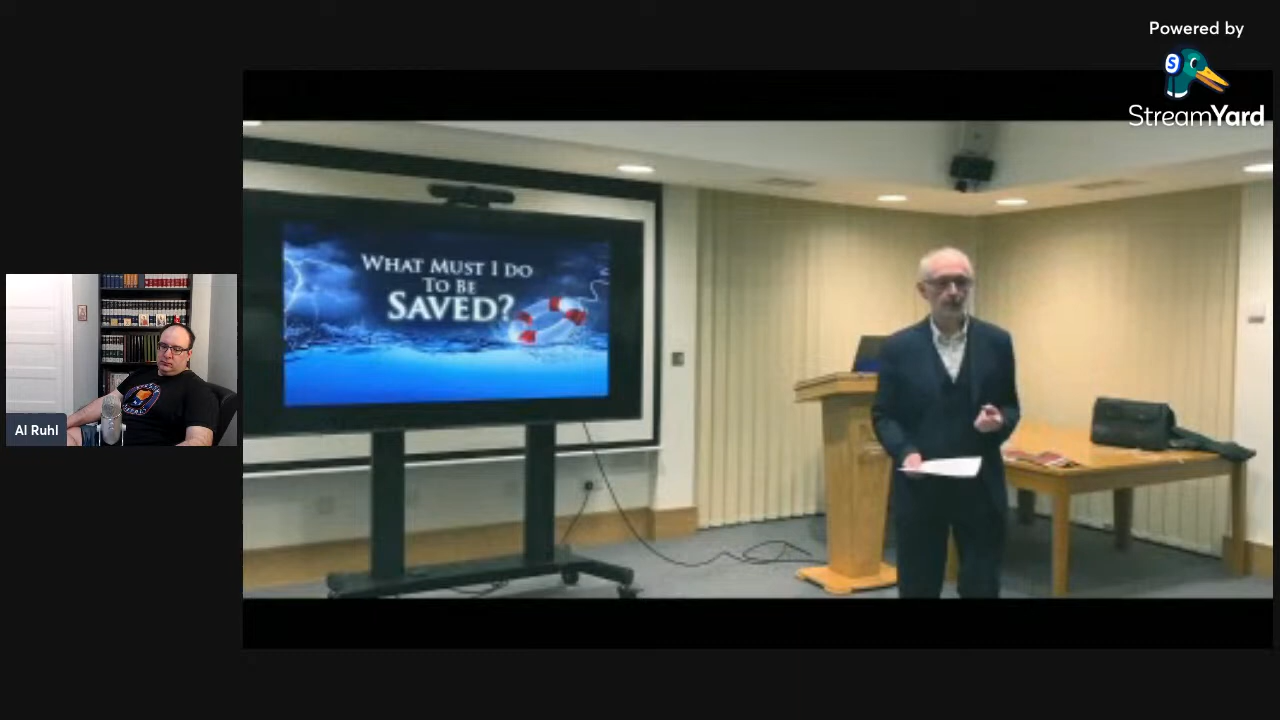 Powered by
StreamYard
WHAT MUST I DO
TO BE
SAVED?
Al Ruhl